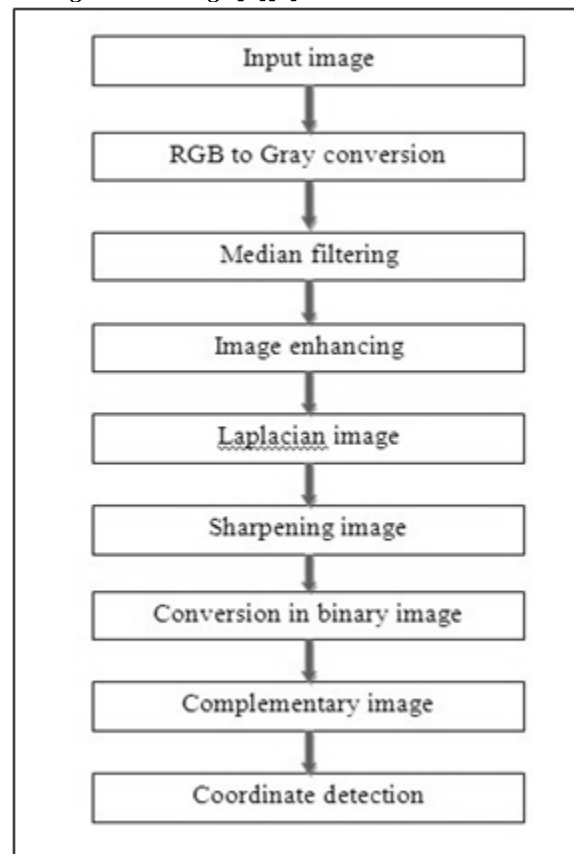 Input image
RGB to Gray conversion
Median filtering
Image enhancing
Laplacian image
Sharpening image
Conversion in binary image
Complementary image
Coordinate detection